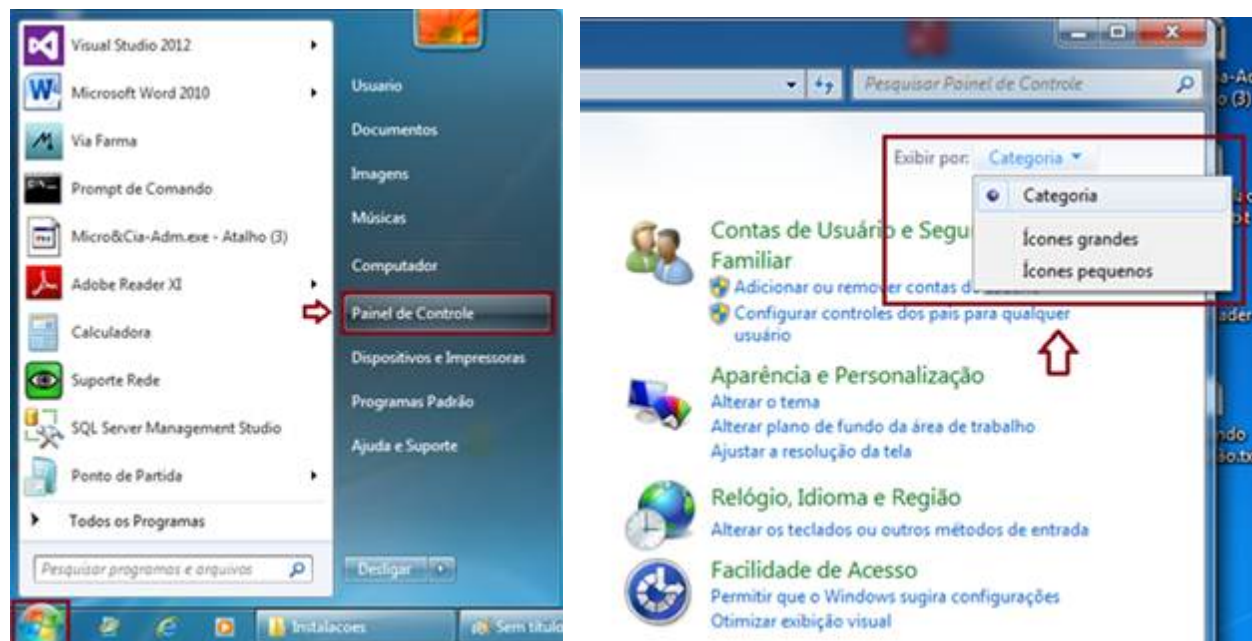 Visual Studio 2012
Microsoft Word 2010
Via Farma
Prompt de Comando
Micro&Cia-Adm.exe - Atalho (3)
Adobe Reader XI
Calculadora
Suporte Rede
SQL Server Management Studio
Ponto de Partida
Todos os Programas
Pesquisar programas e arquivos
Usuario
Documentos
Imagens
Músicas
Computador
Painel de Controle
Dispositivos e Impressoras
Programas Padrão
Ajuda e Suporte
Desligar
Instalacoes
Sem título
Pesquisar Painel de Controle
Exibir por: Categoria
Categoria
Ícones grandes
Ícones pequenos
Contas de Usuário e Segu
Familiar
Adicionar ou remover contas de
Configurar controles dos pais para qualquer
usuário
Aparência e Personalização
Alterar o tema
Alterar plano de fundo da área de trabalho
Ajustar a resolução da tela
Relógio, Idioma e Região
Alterar os teclados ou outros métodos de entrada
Facilidade de Acesso
Permitir que o Windows sugira configurações
Otimizar exibição visual